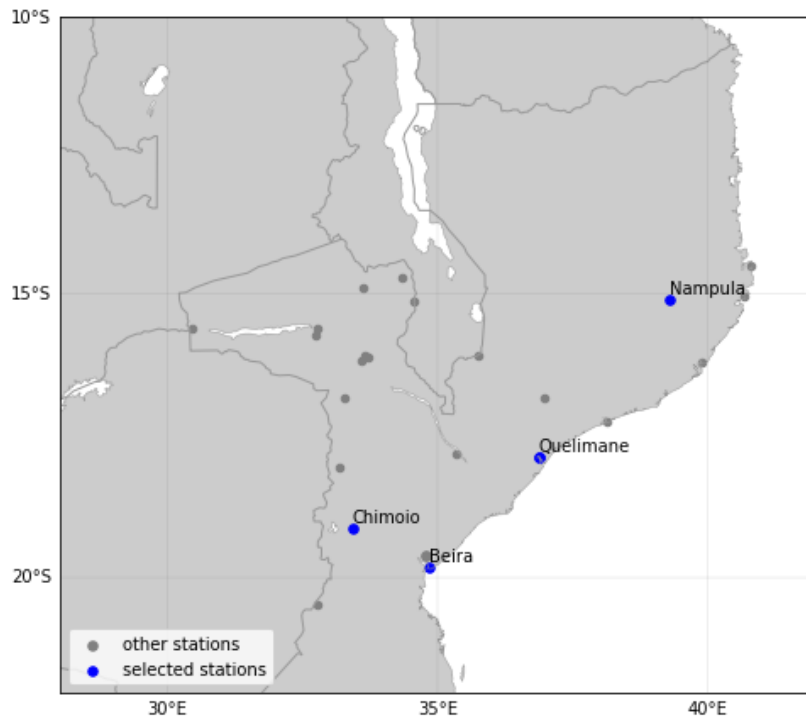 10°S
15°S
Nampula
Quelimane
Chimoio
Beira
20°S
other stations
selected stations
30°E
35°E
40°E